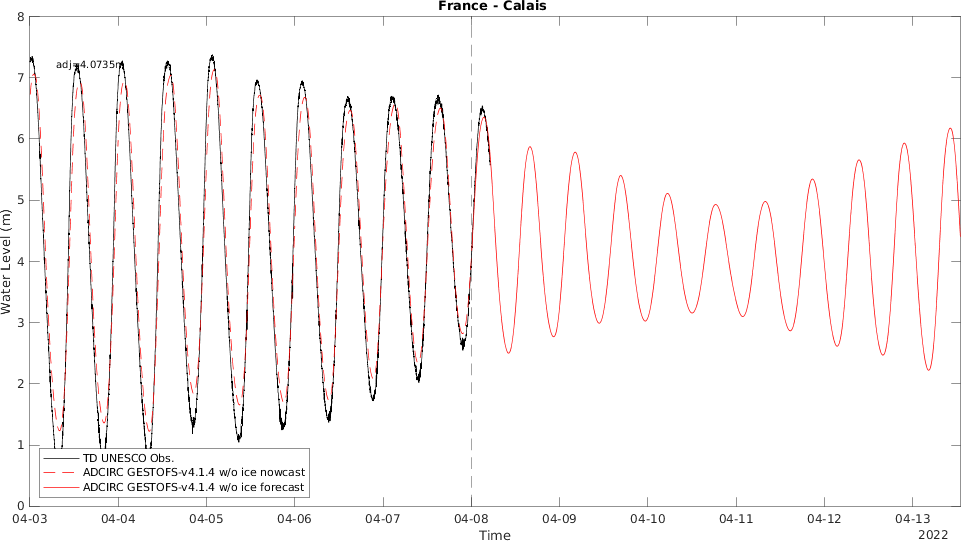 France - Calais
8
7
6
5
4
3
2
1
0
Water Level (m)
adj=4.0735m
TD UNESCO Obs.
ADCIRC GESTOFS-v4.1.4 w/o ice nowcast
ADCIRC GESTOFS-v4.1.4 w/o ice forecast
04-03 04-04 04-05 04-06 04-07 04-08 04-09 04-10 04-11 04-12 04-13
Time
2022